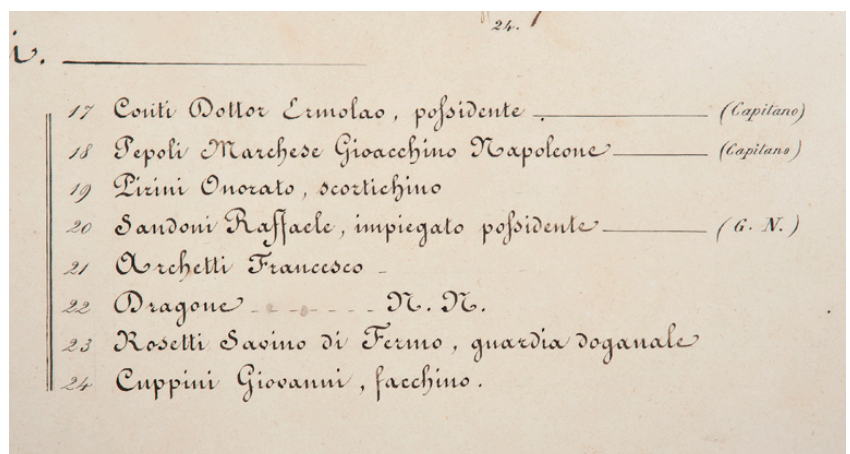 24.
i.
17 Conti Dottor Ermolao, possidente (Capitano)
18 Pepoli Marchese Gioacchino Napoleone (Capitano)
19 Pirini Onorato, scortichino
20 Sandoni Raffaele, impiegato possidente (G. N.)
21 Archetti Francesco
22 Dragone N. N.
23 Rosetti Savino di Fermo, guardia doganale
24 Cuppini Giovanni, facchino.